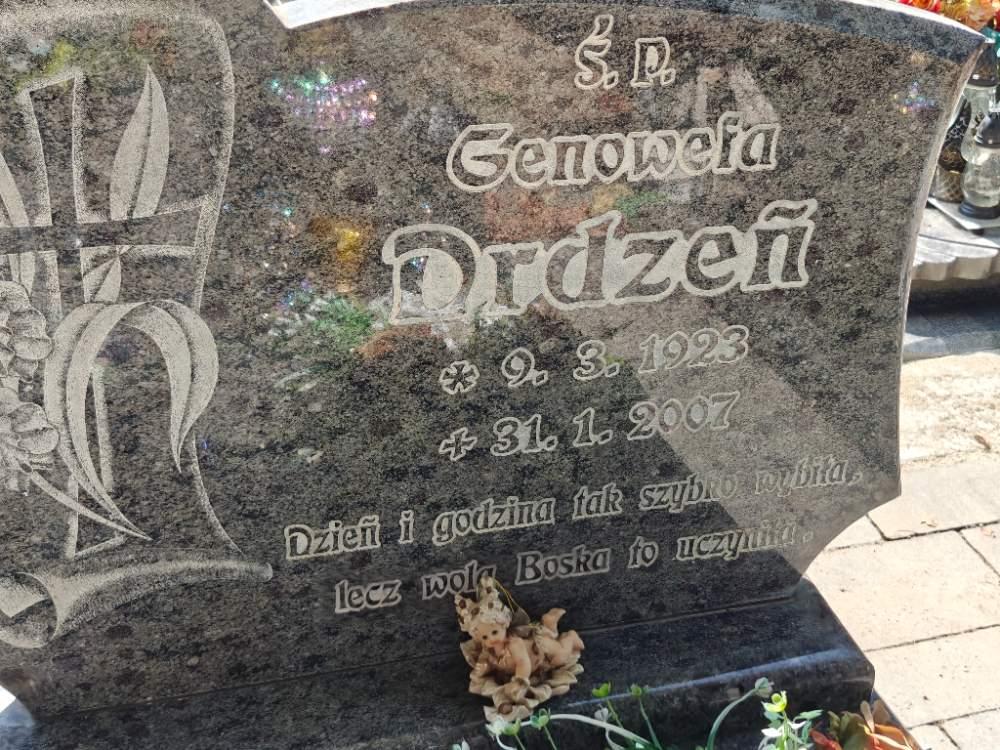 Ś. P.
Genowefa
Drdzeń
* 9. 3. 1923
+ 31. 1. 2007
Dzień i godzina tak szybko wybiła,
lecz wola Boska to uczyniła.